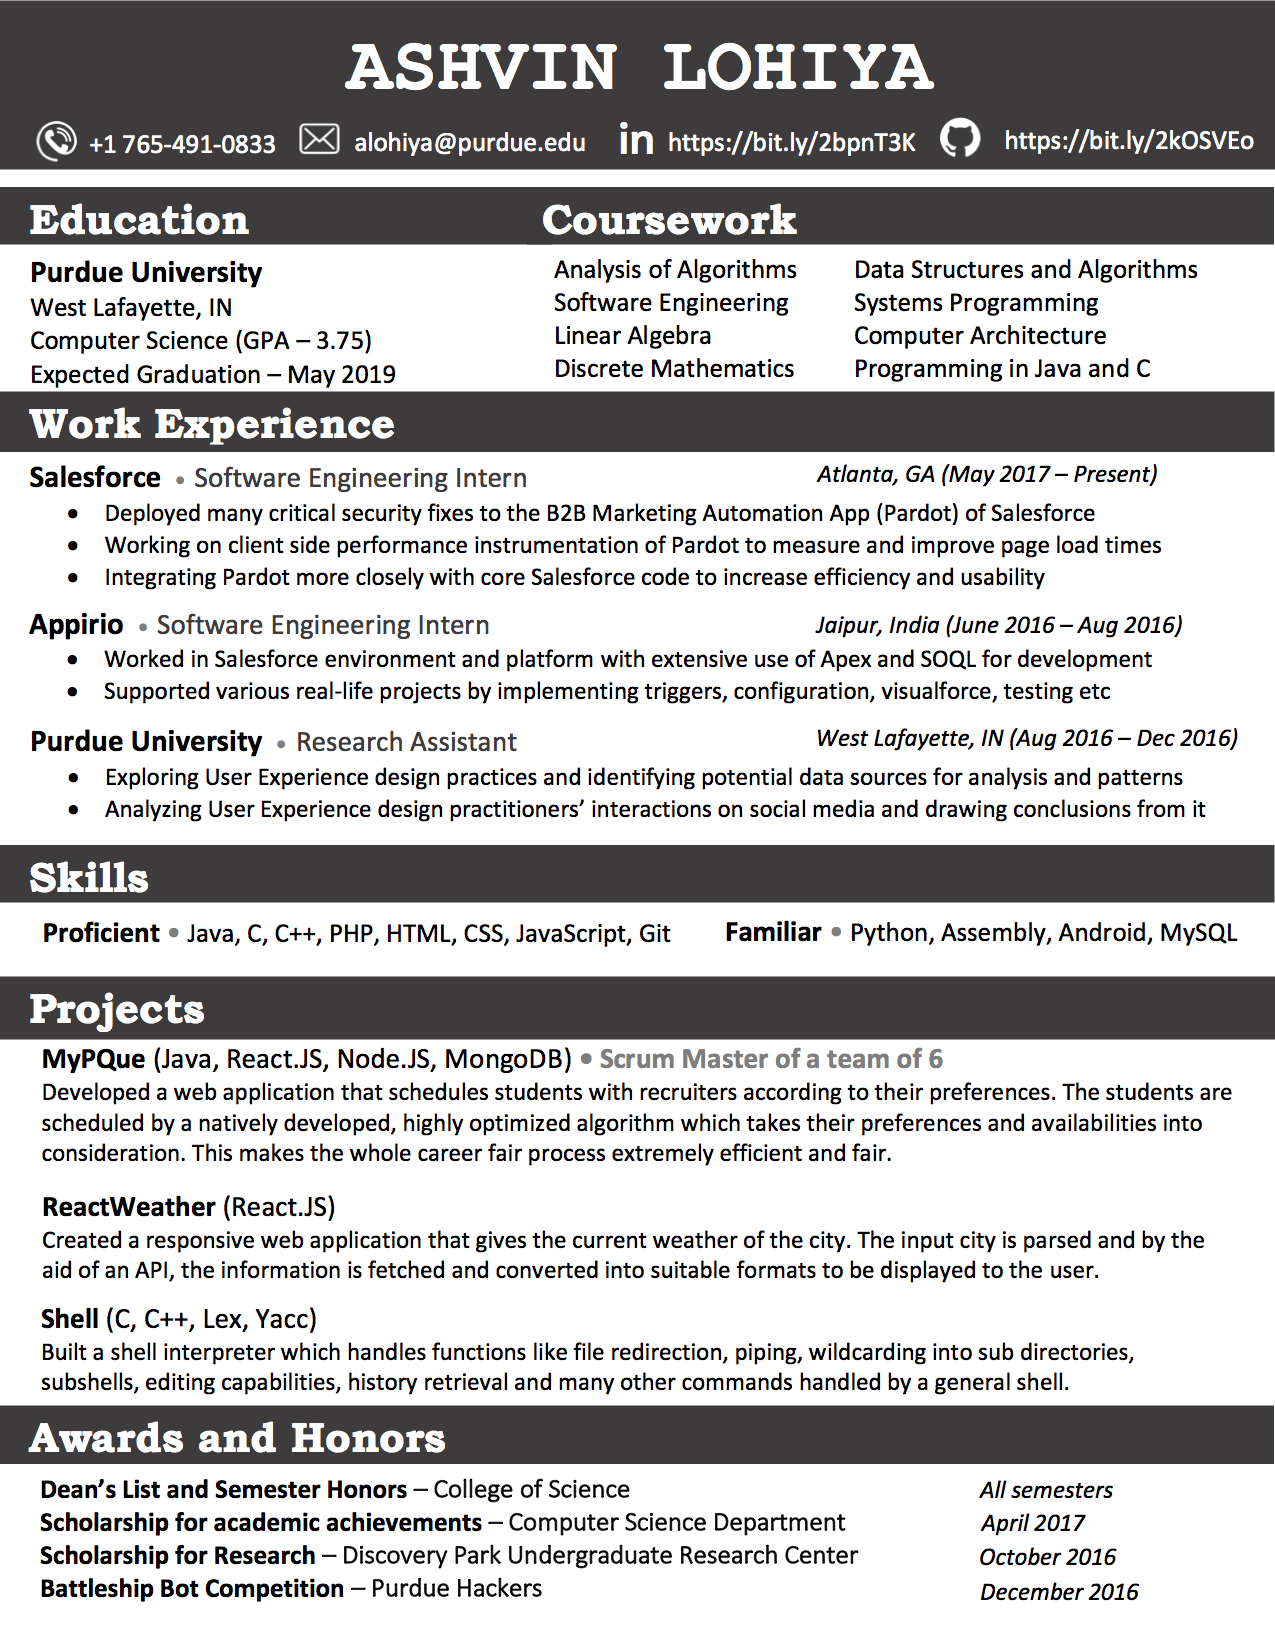 ASHVIN LOHIYA
+1 765-491-0833 alohiya@purdue.edu in https://bit.ly/2bpnT3K https://bit.ly/2kOSVEo
Education
Purdue University
West Lafayette, IN
Computer Science (GPA – 3.75)
Expected Graduation – May 2019
Coursework
Analysis of Algorithms Data Structures and Algorithms
Software Engineering Systems Programming
Linear Algebra Computer Architecture
Discrete Mathematics Programming in Java and C
Work Experience
Salesforce • Software Engineering Intern Atlanta, GA (May 2017 – Present)
• Deployed many critical security fixes to the B2B Marketing Automation App (Pardot) of Salesforce
• Working on client side performance instrumentation of Pardot to measure and improve page load times
• Integrating Pardot more closely with core Salesforce code to increase efficiency and usability
Appirio • Software Engineering Intern Jaipur, India (June 2016 – Aug 2016)
• Worked in Salesforce environment and platform with extensive use of Apex and SOQL for development
• Supported various real-life projects by implementing triggers, configuration, visualforce, testing etc
Purdue University • Research Assistant West Lafayette, IN (Aug 2016 – Dec 2016)
• Exploring User Experience design practices and identifying potential data sources for analysis and patterns
• Analyzing User Experience design practitioners’ interactions on social media and drawing conclusions from it
Skills
Proficient • Java, C, C++, PHP, HTML, CSS, JavaScript, Git Familiar • Python, Assembly, Android, MySQL
Projects
MyPQue (Java, React.JS, Node.JS, MongoDB) • Scrum Master of a team of 6
Developed a web application that schedules students with recruiters according to their preferences. The students are
scheduled by a natively developed, highly optimized algorithm which takes their preferences and availabilities into
consideration. This makes the whole career fair process extremely efficient and fair.
ReactWeather (React.JS)
Created a responsive web application that gives the current weather of the city. The input city is parsed and by the
aid of an API, the information is fetched and converted into suitable formats to be displayed to the user.
Shell (C, C++, Lex, Yacc)
Built a shell interpreter which handles functions like file redirection, piping, wildcarding into sub directories,
subshells, editing capabilities, history retrieval and many other commands handled by a general shell.
Awards and Honors
Dean’s List and Semester Honors – College of Science All semesters
Scholarship for academic achievements – Computer Science Department April 2017
Scholarship for Research – Discovery Park Undergraduate Research Center October 2016
Battleship Bot Competition – Purdue Hackers December 2016